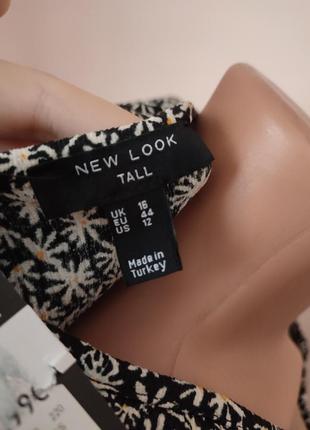 NEW LOOK
TALL
UK 16
EU 44
US 12
Made in
Turkey